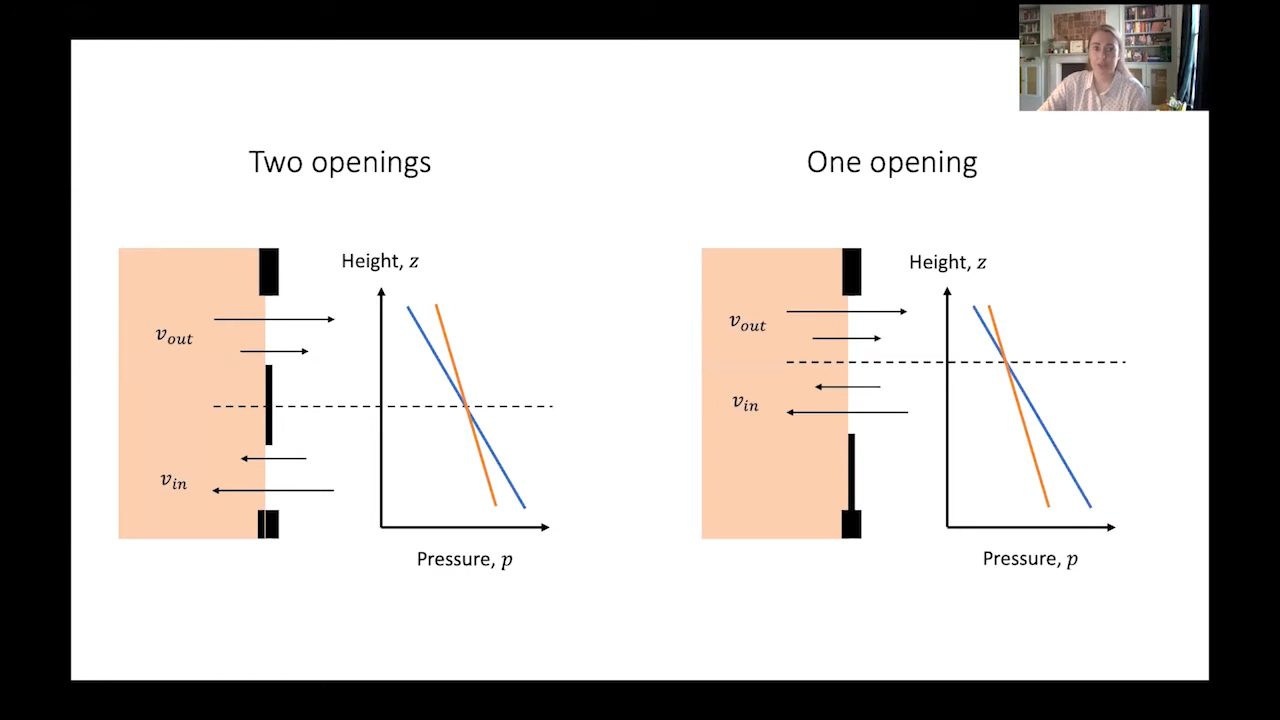 Two openings
One opening
Height, z
v_out
v_in
Pressure, p
Height, z
v_out
v_in
Pressure, p